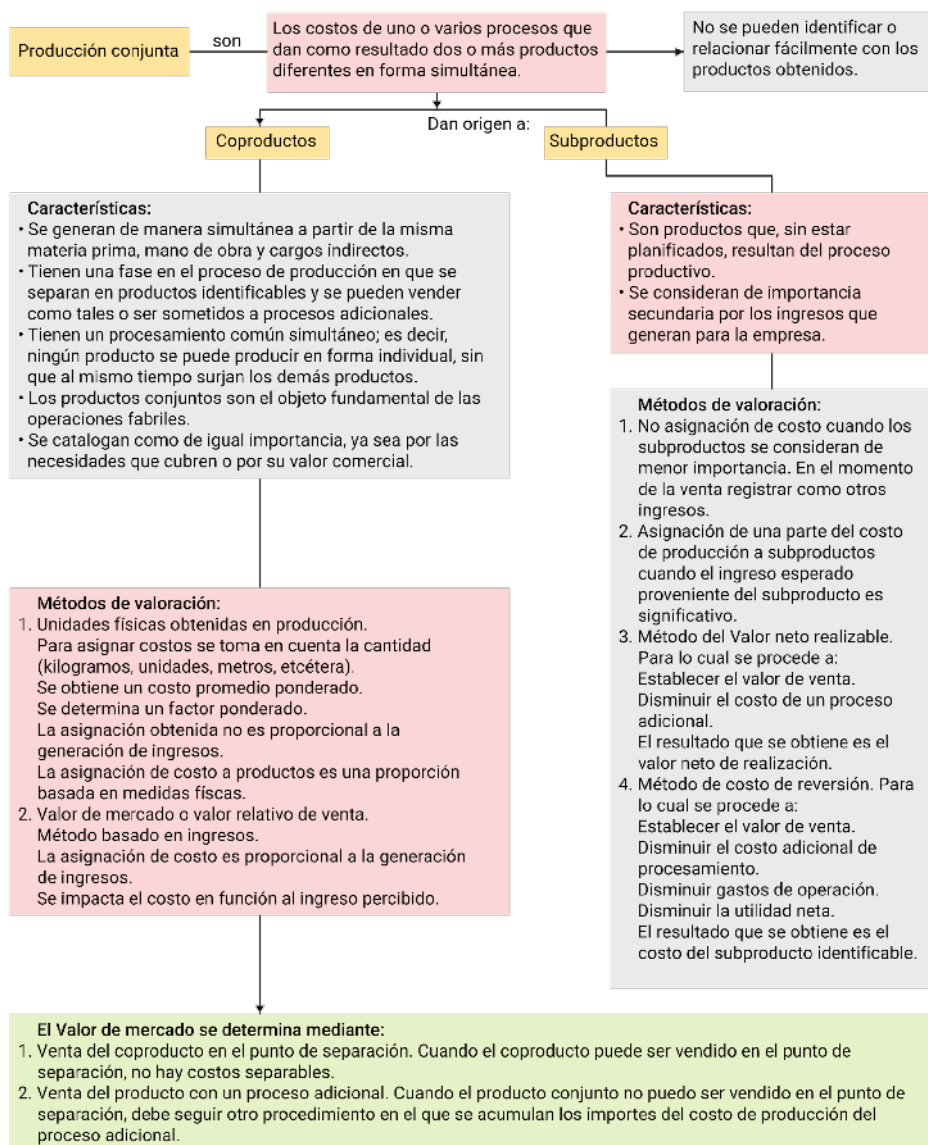 Producción conjunta
son
Los costos de uno o varios procesos que
dan como resultado dos o más productos
diferentes en forma simultánea.
No se pueden identificar o
relacionar fácilmente con los
productos obtenidos.
Dan origen a:
Coproductos
Subproductos
Características:
• Se generan de manera simultánea a partir de la misma
materia prima, mano de obra y cargos indirectos.
• Tienen una fase en el proceso de producción en que se
separan en productos identificables y se pueden vender
como tales o ser sometidos a procesos adicionales.
• Tienen un procesamiento común simultáneo; es decir,
ningún producto se puede producir en forma individual, sin
que al mismo tiempo surjan los demás productos.
• Los productos conjuntos son el objeto fundamental de las
operaciones fabriles.
• Se catalogan como de igual importancia, ya sea por las
necesidades que cubren o por su valor comercial.
Características:
• Son productos que, sin estar
planificados, resultan del proceso
productivo.
• Se consideran de importancia
secundaria por los ingresos que
generan para la empresa.
Métodos de valoración:
1. Unidades físicas obtenidas en producción.
Para asignar costos se toma en cuenta la cantidad
(kilogramos, unidades, metros, etcétera).
Se obtiene un costo promedio ponderado.
Se determina un factor ponderado.
La asignación obtenida no es proporcional a la
generación de ingresos.
La asignación de costo a productos es una proporción
basada en medidas físcas.
2. Valor de mercado o valor relativo de venta.
Método basado en ingresos.
La asignación de costo es proporcional a la generación
de ingresos.
Se impacta el costo en función al ingreso percibido.
Métodos de valoración:
1. No asignación de costo cuando los
subproductos se consideran de
menor importancia. En el momento
de la venta registrar como otros
ingresos.
2. Asignación de una parte del costo
de producción a subproductos
cuando el ingreso esperado
proveniente del subproducto es
significativo.
3. Método del Valor neto realizable.
Para lo cual se procede a:
Establecer el valor de venta.
Disminuir el costo de un proceso
adicional.
El resultado que se obtiene es el
valor neto de realización.
4. Método de costo de reversión. Para
lo cual se procede a:
Establecer el valor de venta.
Disminuir el costo adicional de
procesamiento.
Disminuir gastos de operación.
Disminuir la utilidad neta.
El resultado que se obtiene es el
costo del subproducto identificable.
El Valor de mercado se determina mediante:
1. Venta del coproducto en el punto de separación. Cuando el coproducto puede ser vendido en el punto de
separación, no hay costos separables.
2. Venta del producto con un proceso adicional. Cuando el producto conjunto no puedo ser vendido en el punto de
separación, debe seguir otro procedimiento en el que se acumulan los importes del costo de producción del
proceso adicional.